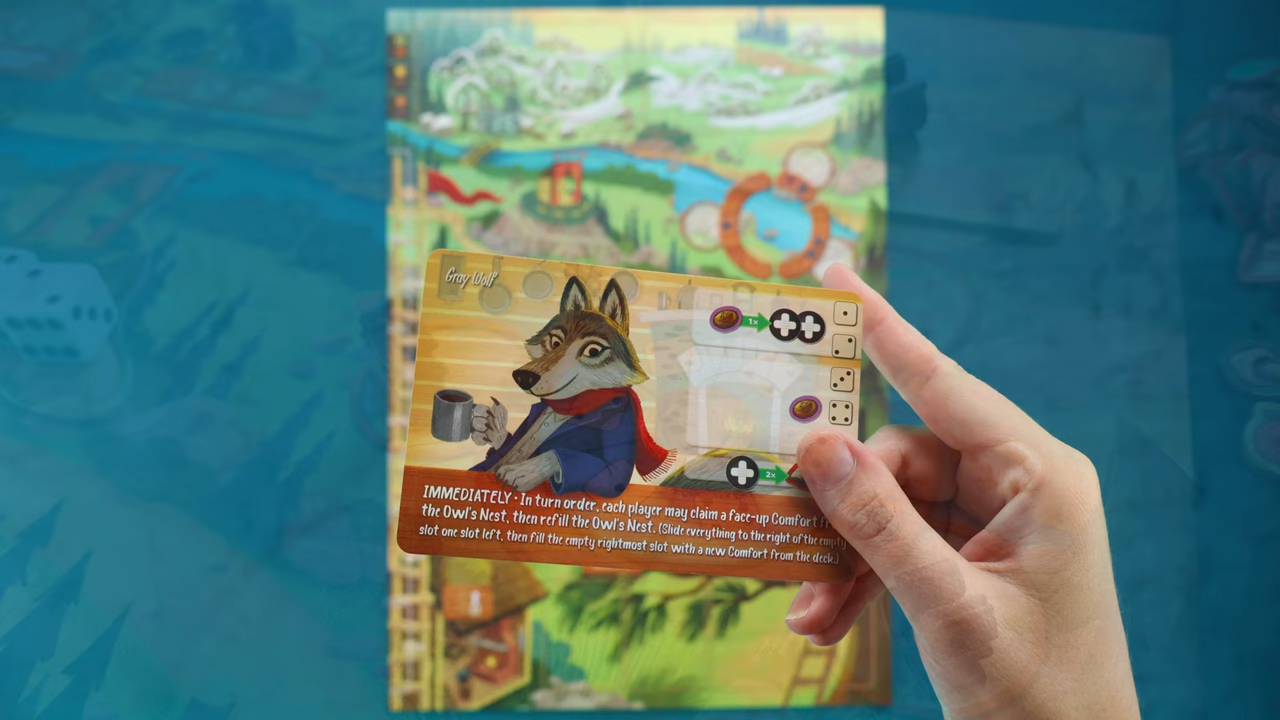 Gray Wolf
1x
2x
IMMEDIATELY · In turn order, each player may claim a face-up Comfort
the Owl's Nest, then refill the Owl's Nest. (Slide everything to the right of the empty
slot one slot left, then fill the empty rightmost slot with a new Comfort from the deck.)